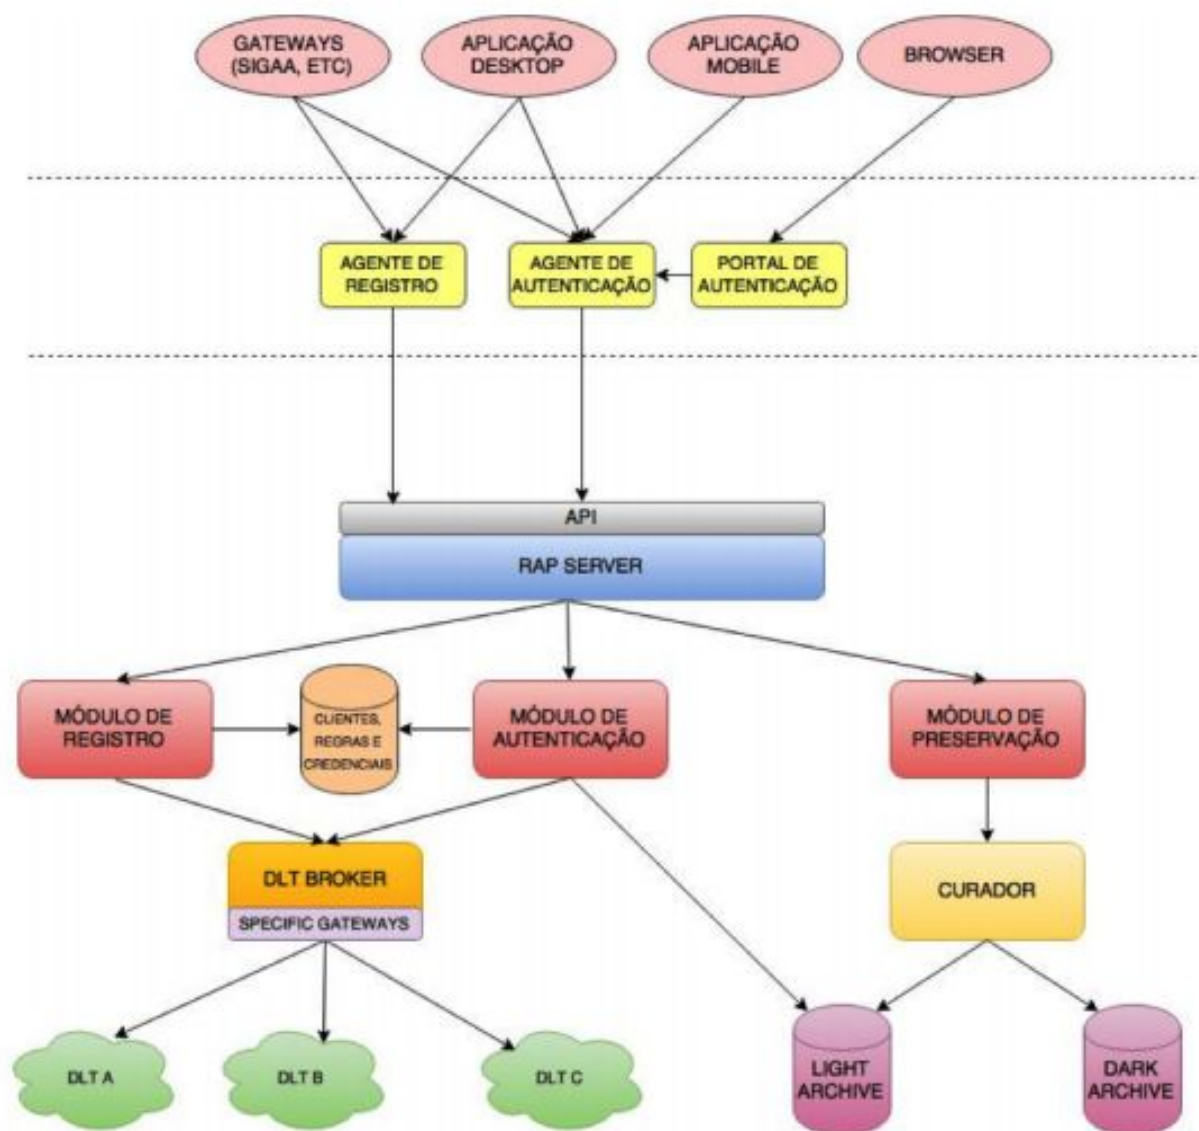 GATEWAYS
(SIGAA, ETC)
APLICAÇÃO
DESKTOP
APLICAÇÃO
MOBILE
BROWSER
AGENTE DE
REGISTRO
AGENTE DE
AUTENTICAÇÃO
PORTAL DE
AUTENTICAÇÃO
API
RAP SERVER
MÓDULO DE
REGISTRO
CLIENTES,
REGRAS E
CREDENCIAIS
MÓDULO DE
AUTENTICAÇÃO
MÓDULO DE
PRESERVAÇÃO
DLT BROKER
SPECIFIC GATEWAYS
CURADOR
DLT A
DLT B
DLT C
LIGHT
ARCHIVE
DARK
ARCHIVE